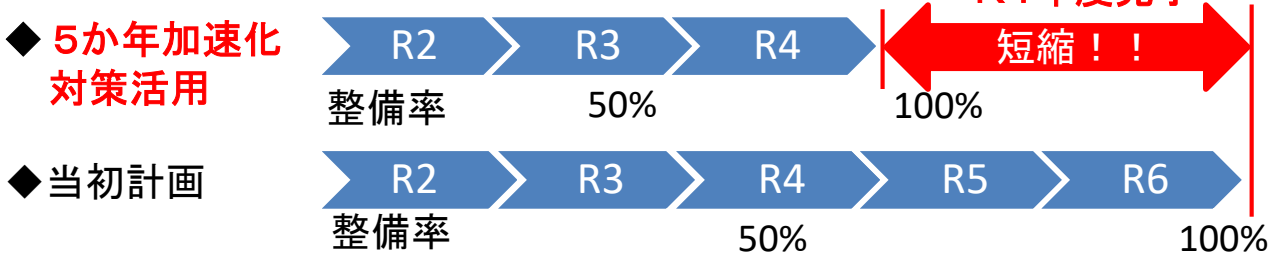 ◆ 5か年加速化
対策活用
R2 R3 R4
短縮！！
整備率 50% 100%
◆当初計画
R2 R3 R4 R5 R6
整備率 50% 100%